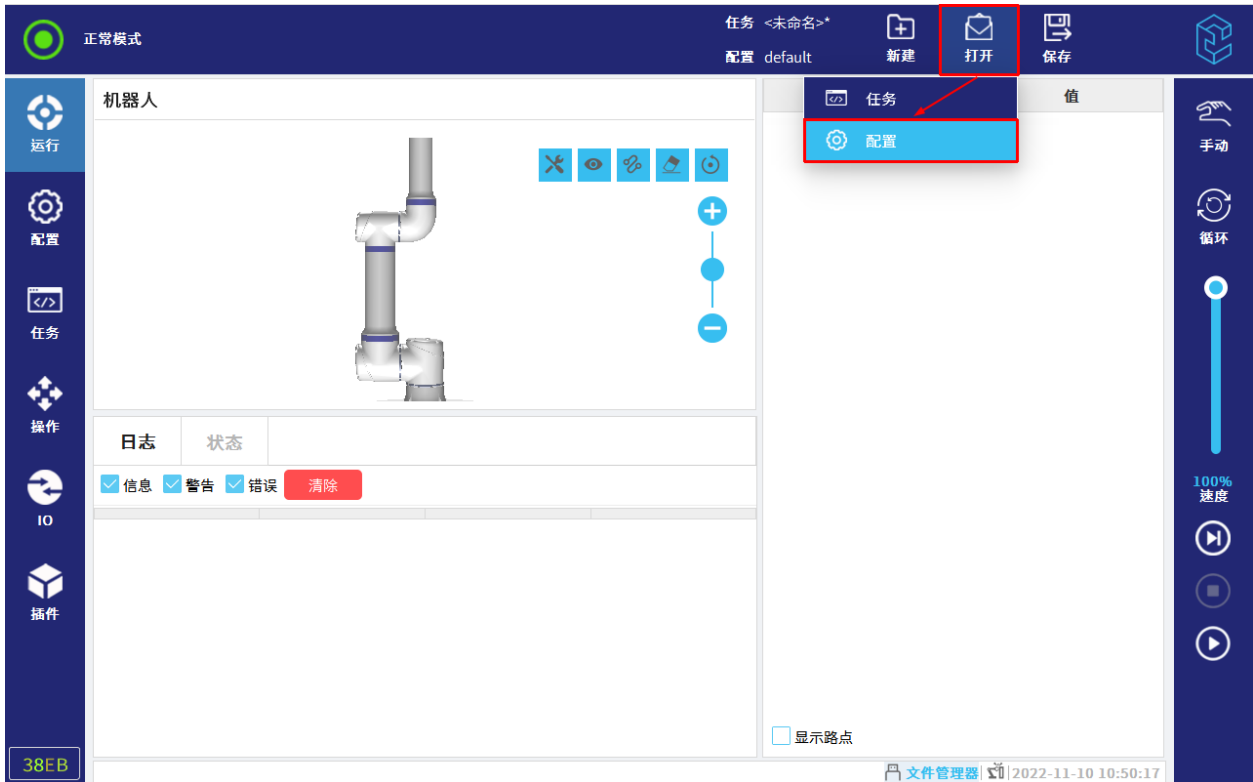 正常模式
任务 <未命名>*
配置 default
新建
打开
保存
任务
配置
运行
配置
任务
操作
IO
插件
38EB
机器人
值
日志
状态
信息
警告
错误
清除
显示路点
手动
循环
100%
速度
文件管理器
2022-11-10 10:50:17